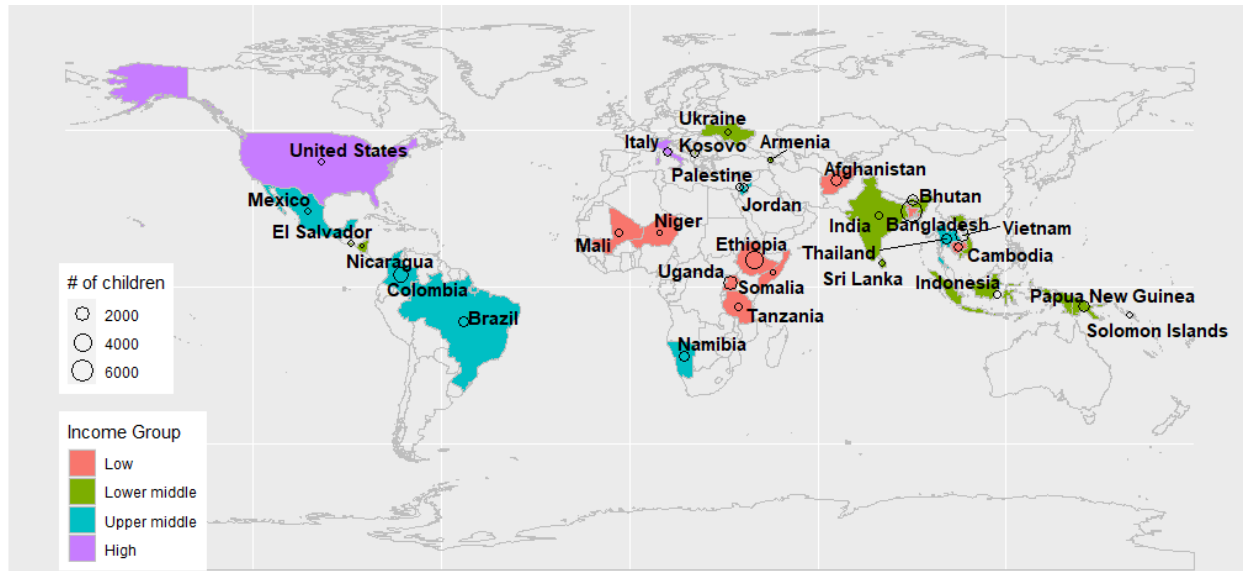 Ukraine
Italy
Kosovo
Armenia
United States
Palestine
Afghanistan
Mexico
Jordan
Bhutan
El Salvador
Niger
India
Bangladesh
Vietnam
Mali
Ethiopia
Thailand
Cambodia
Nicaragua
Uganda
Somalia
Sri Lanka
Indonesia
Colombia
Papua New Guinea
Brazil
Tanzania
Solomon Islands
Namibia
# of children
2000
4000
6000
Income Group
Low
Lower middle
Upper middle
High